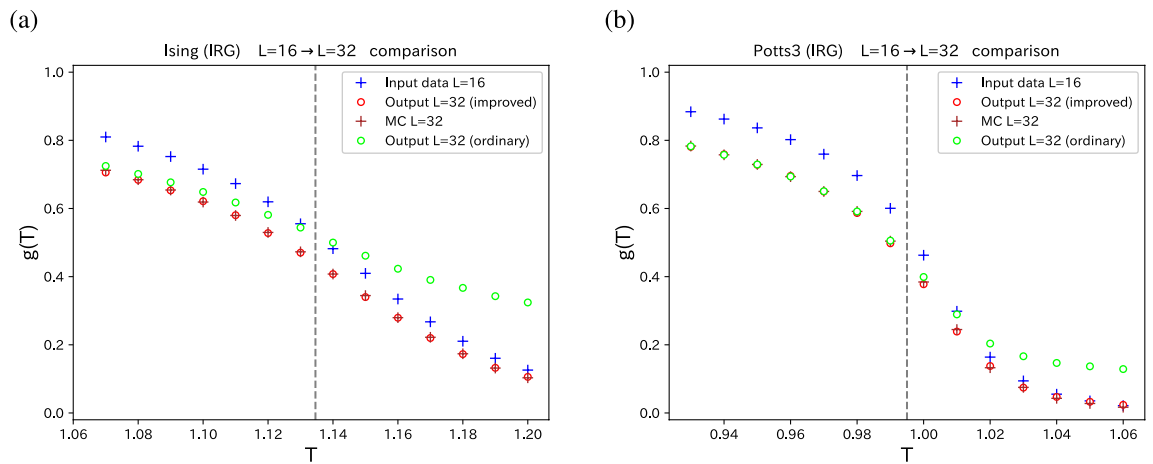 (a)
Ising (IRG) L=16→L=32 comparison
g(T)
1.0
0.8
0.6
0.4
0.2
0.0
Input data L=16
Output L=32 (improved)
MC L=32
Output L=32 (ordinary)
1.06 1.08 1.10 1.12 1.14 1.16 1.18 1.20
T
(b)
Potts3 (IRG) L=16→L=32 comparison
g(T)
1.0
0.8
0.6
0.4
0.2
0.0
Input data L=16
Output L=32 (improved)
MC L=32
Output L=32 (ordinary)
0.94 0.96 0.98 1.00 1.02 1.04 1.06
T